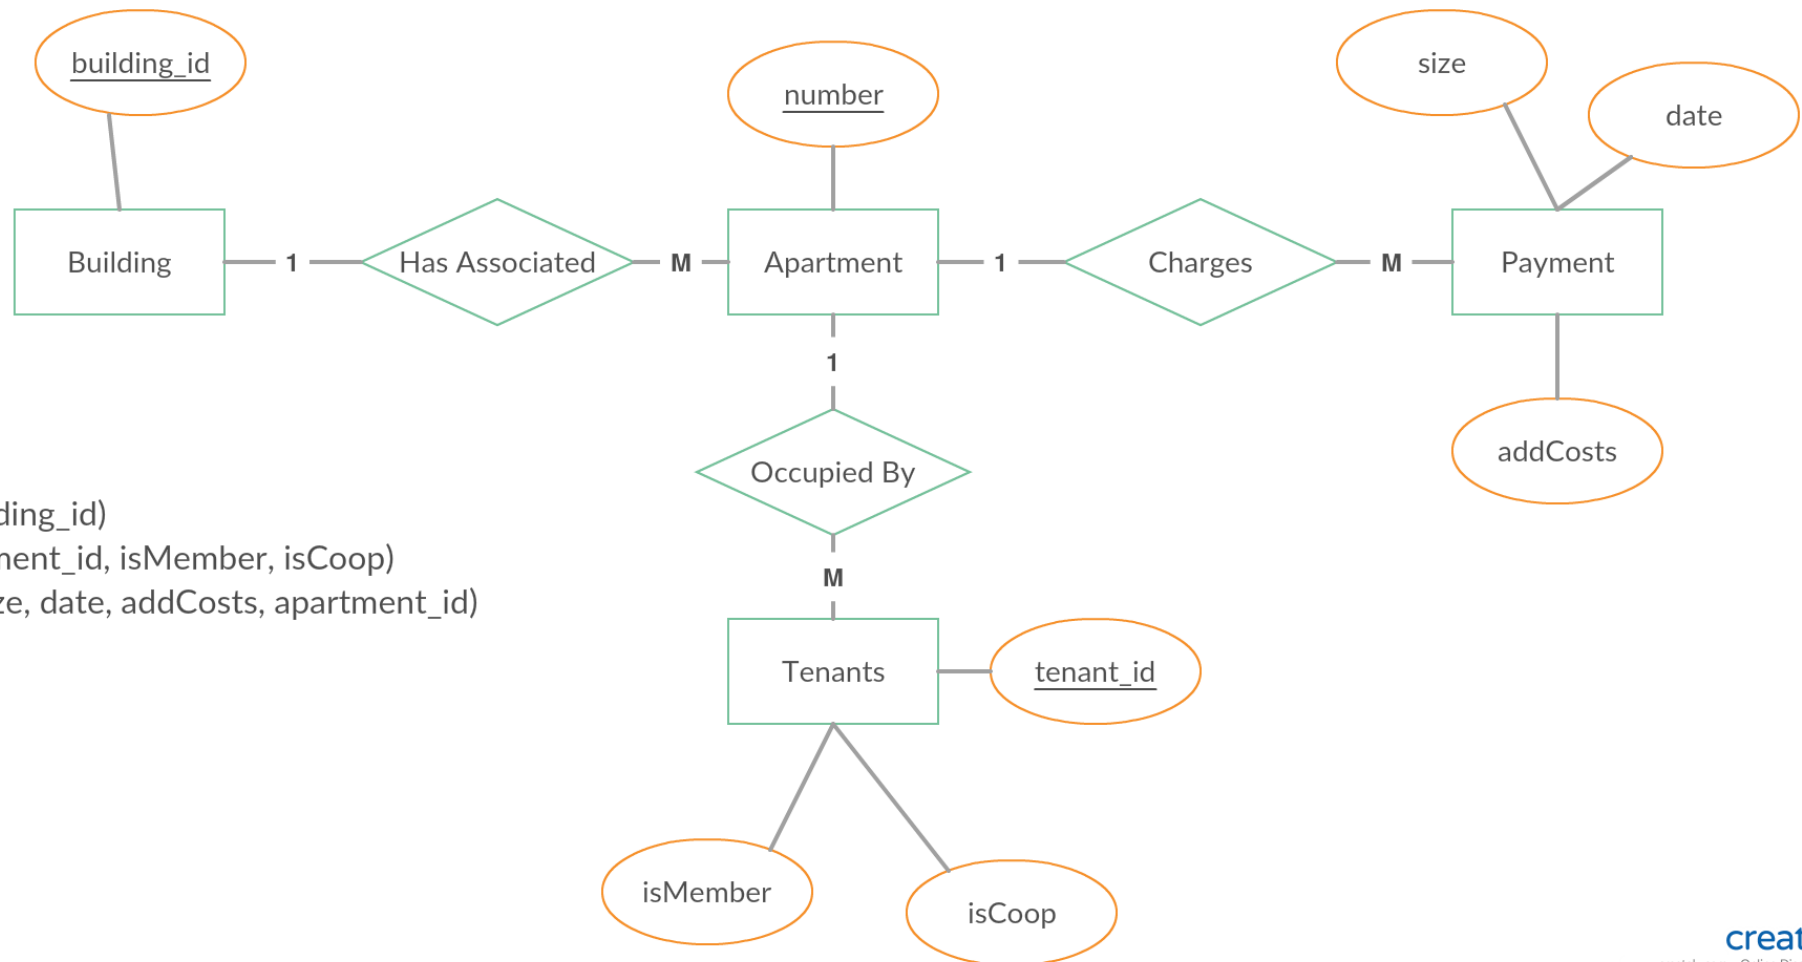 building_id
number
size
date
Building
1
Has Associated
M
Apartment
1
Charges
M
Payment
1
addCosts
Occupied By
ding_id)
ment_id, isMember, isCoop)
ze, date, addCosts, apartment_id)
M
Tenants
tenant_id
isMember
isCoop
creat